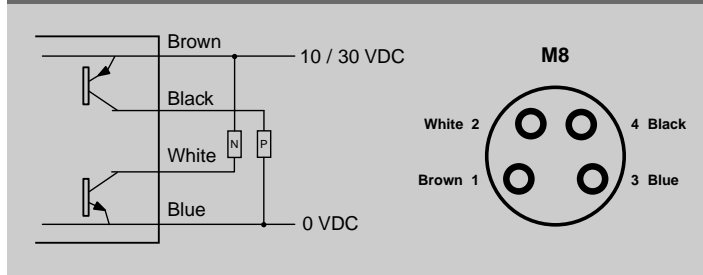 Brown
10 / 30 VDC
Black
N
P
White
Blue
0 VDC
M8
White 2
4 Black
Brown 1
3 Blue